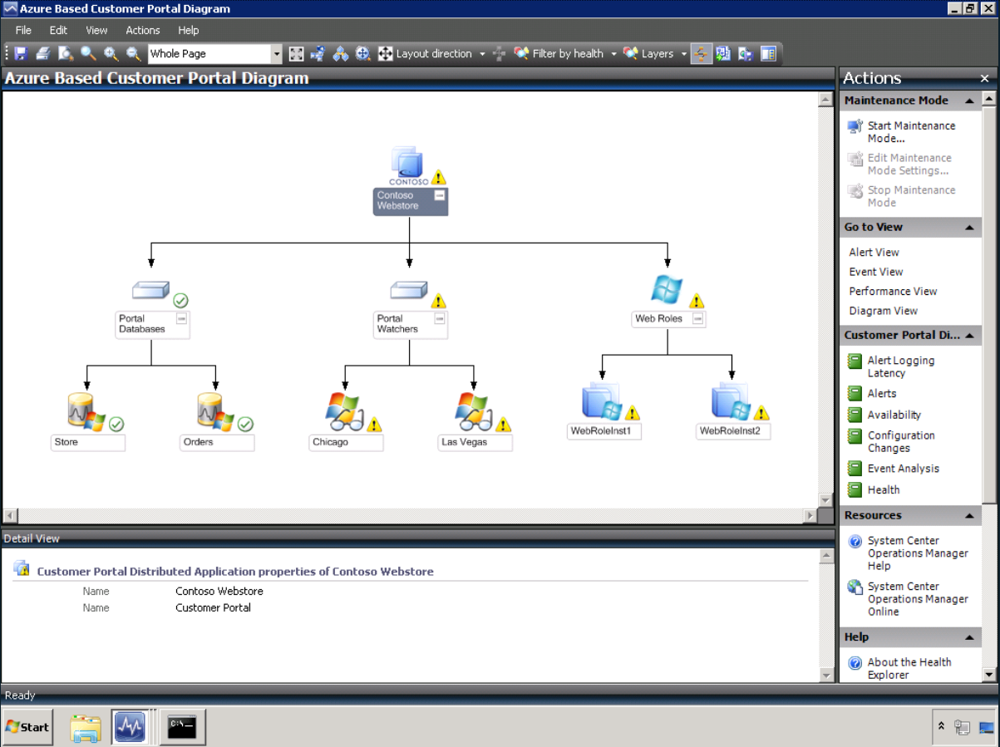 Azure Based Customer Portal Diagram
File Edit View Actions Help
Whole Page Layout direction Filter by health Layers
Azure Based Customer Portal Diagram
CONTOSO
Contoso
Webstore
Portal
Databases
Portal
Watchers
Web Roles
Store
Orders
Chicago
Las Vegas
WebRoleInst1
WebRoleInst2
Detail View
Customer Portal Distributed Application properties of Contoso Webstore
Name Contoso Webstore
Name Customer Portal
Actions
Maintenance Mode
Start Maintenance
Mode...
Edit Maintenance
Mode Settings...
Stop Maintenance
Mode
Go to View
Alert View
Event View
Performance View
Diagram View
Customer Portal Di...
Alert Logging
Latency
Alerts
Availability
Configuration
Changes
Event Analysis
Health
Resources
System Center
Operations Manager
Help
System Center
Operations Manager
Online
Help
About the Health
Explorer
Ready
Start
C:\_